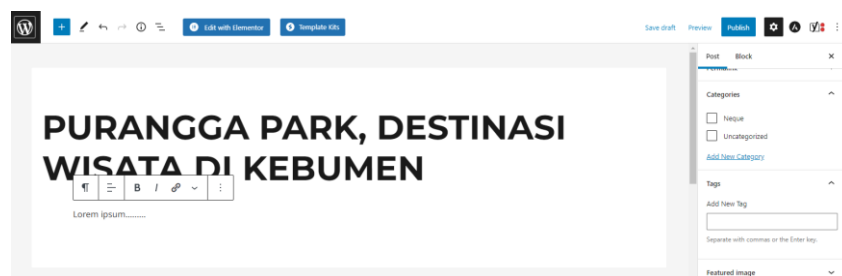 Edit with Elementor
Template Kits
Save draft
Preview
Publish
Post
Block
Categories
Neque
Uncategorized
Add New Category
Tags
Add New Tag
Separate with commas or the Enter key.
Featured image
PURANGGA PARK, DESTINASI
WISATA DI KEBUMEN
B I
Lorem ipsum.........